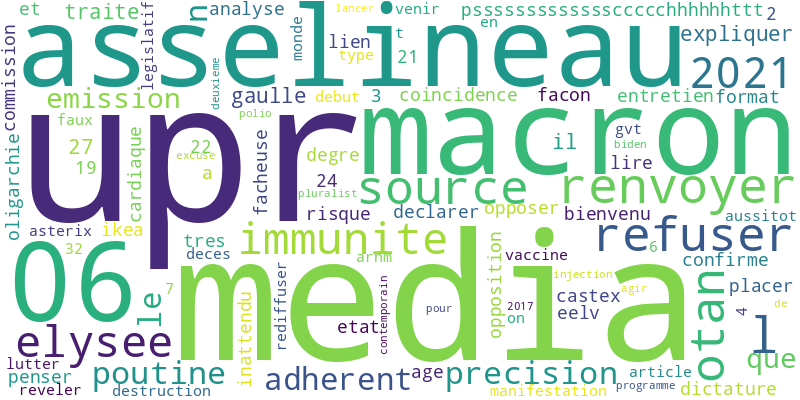 et traite n analyse venir psssssssssssssccccchhhhhhttt 2
lancer
en
commission legislatif asselineau expliquer
monde lien t 21 type 2021
deuxieme
emission gaulle debut 3 coincidence facon entretien format
upr macron
faux polio il gvt
27 22 cardiaque facheuse degre lire biden
19 excuse a
oligarchie pluralist 24 source renvoyer
asterix ikea risque declarer opposer bienvenu aussitot
32 tres immunite refuser
deces arnm opposition vaccine 6 confirme
06 le media injection otan
7 inattendu rediffuser contemporain castex agir placer
pour 2017 eelv 4 de
elysee etat on l
lutter que
penser poutine adherent age precision article
reveler destruction manifestation programme dictature